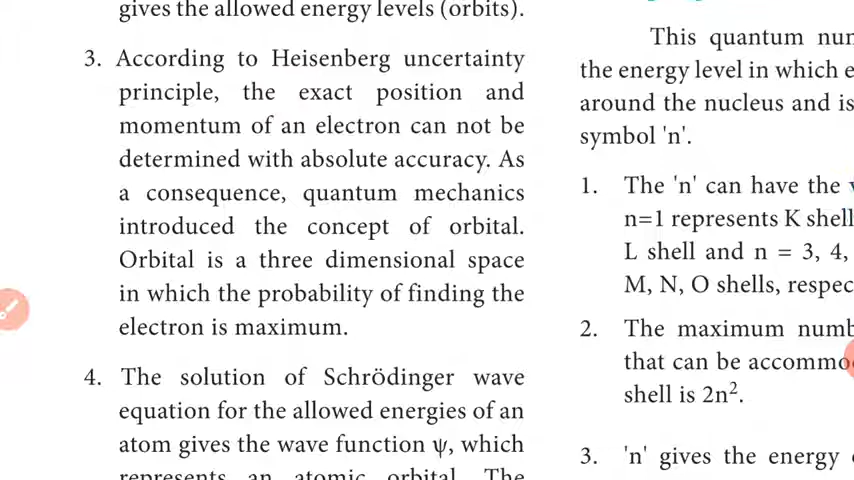 gives the allowed energy levels (orbits).
3. According to Heisenberg uncertainty
principle, the exact position and
momentum of an electron can not be
determined with absolute accuracy. As
a consequence, quantum mechanics
introduced the concept of orbital.
Orbital is a three dimensional space
in which the probability of finding the
electron is maximum.
4. The solution of Schrödinger wave
equation for the allowed energies of an
atom gives the wave function ψ, which
represents an atomic orbital. The
This quantum
the energy level in which
around the nucleus and is
symbol 'n'.
1. The 'n' can have the
n=1 represents K shell
L shell and n = 3, 4,
M, N, O shells,
2. The maximum
that can be
shell is 2n².
3. 'n' gives the energy